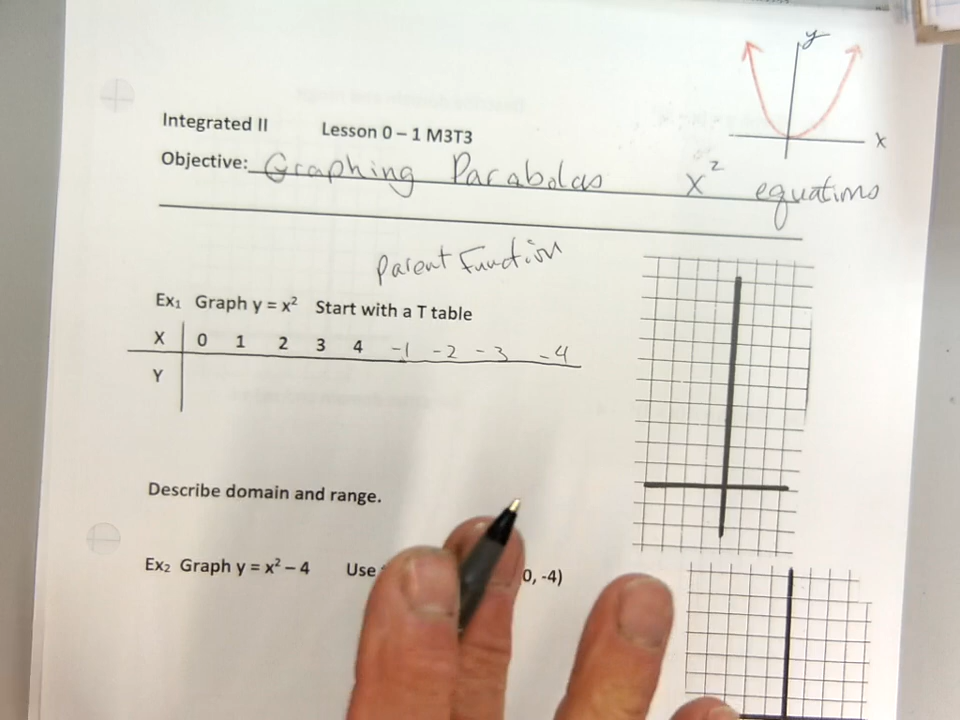 y
x
Integrated II Lesson 0 – 1 M3T3
Objective: Graphing Parabolas x² equations
Parent Function
Ex₁ Graph y = x² Start with a T table
X 0 1 2 3 4 -1 -2 -3 -4
Y
Describe domain and range.
Ex₂ Graph y = x² – 4 Use 0, -4)